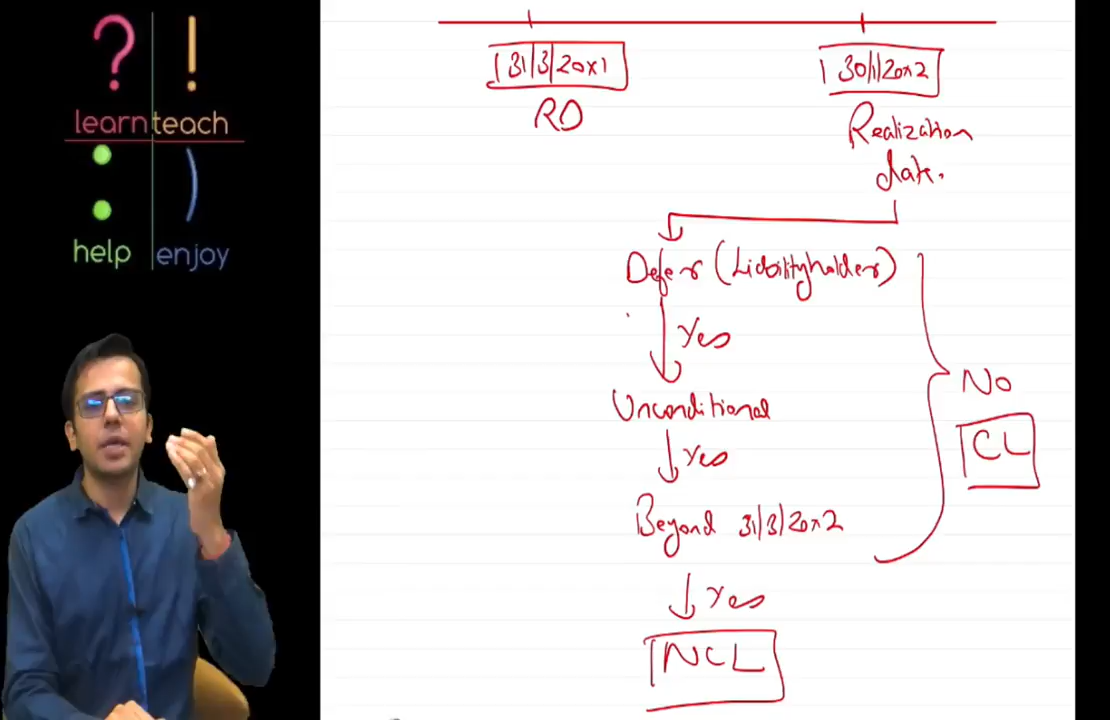 ? !
learn teach
help enjoy
31/3/20x1
30/1/20x2
RD
Realization
date.
Defer (Liabilityholder)
Yes
Unconditional
Yes
Beyond 31/3/20x2
Yes
NCL
No
CL